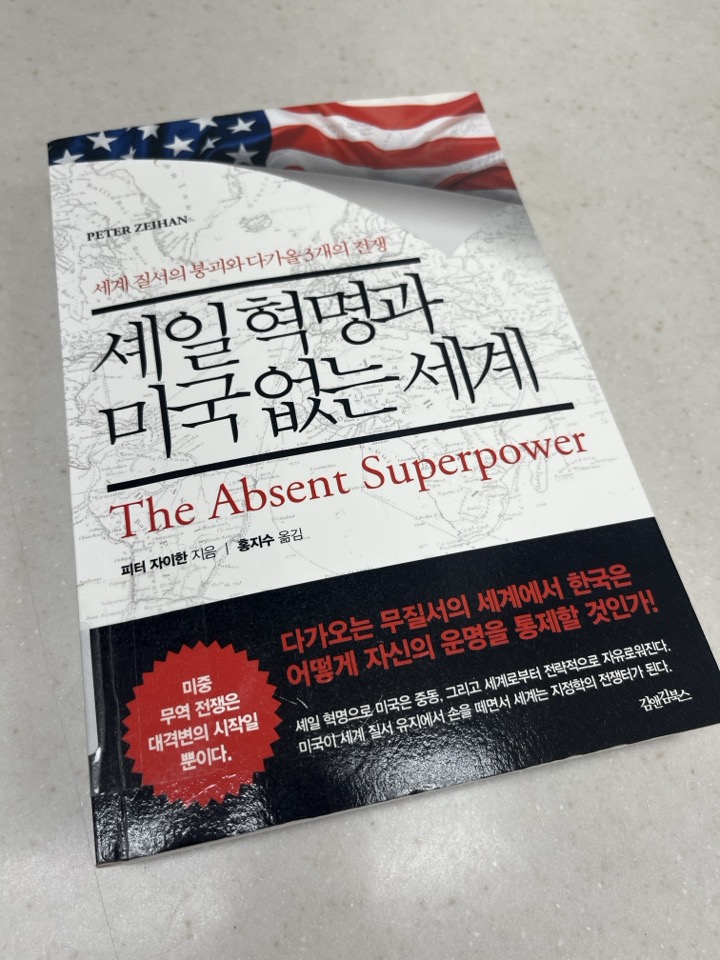 PETER ZEIHAN
세계 질서의 붕괴와 다가올 3개의 전쟁
셰일 혁명과
미국 없는 세계
The Absent Superpower
피터 자이한 지음 | 홍지수 옮김
다가오는 무질서의 세계에서 한국은
어떻게 자신의 운명을 통제할 것인가!
미중
무역 전쟁은
대격변의 시작일
뿐이다.
셰일 혁명으로 미국은 중동, 그리고 세계로부터 전략적으로 자유로워진다.
미국이 세계 질서 유지에서 손을 떼면서 세계는 지정학의 전쟁터가 된다.
김앤김북스